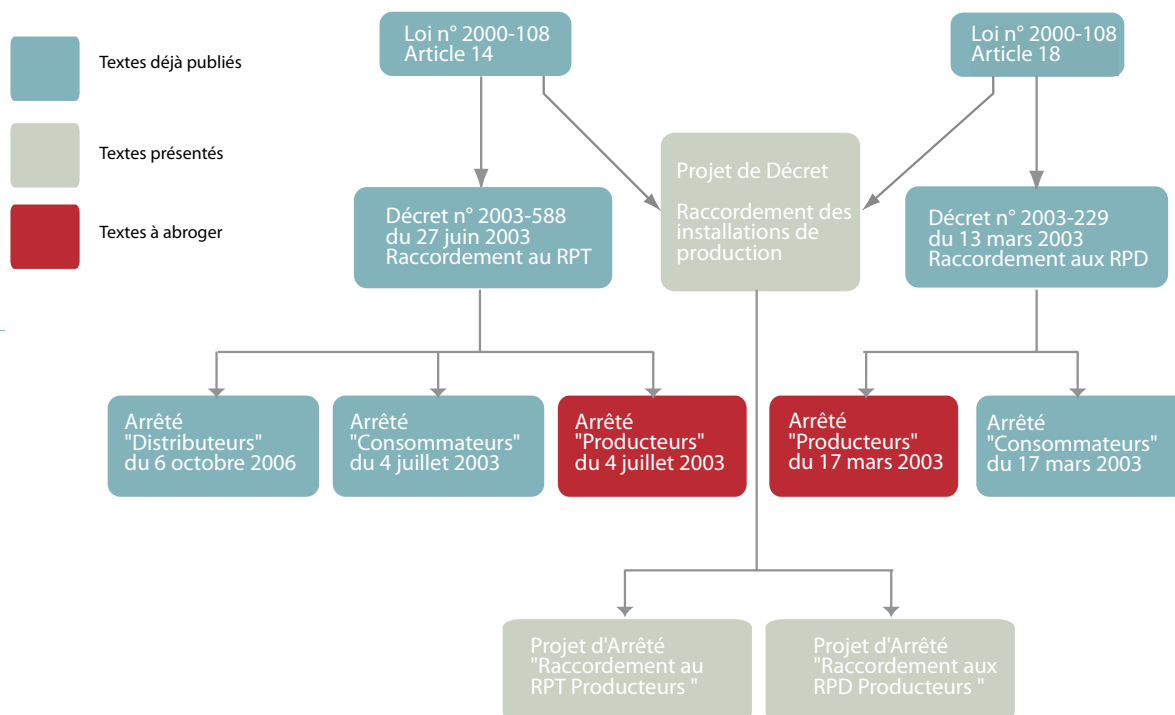 Textes déjà publiés
Textes présentés
Textes à abroger
Loi n° 2000-108
Article 14
Loi n° 2000-108
Article 18
Projet de Décret
Raccordement des
installations de
production
Décret n° 2003-588
du 27 juin 2003
Raccordement au RPT
Décret n° 2003-229
du 13 mars 2003
Raccordement aux RPD
Arrêté
"Distributeurs"
du 6 octobre 2006
Arrêté
"Consommateurs"
du 4 juillet 2003
Arrêté
"Producteurs"
du 4 juillet 2003
Arrêté
"Producteurs"
du 17 mars 2003
Arrêté
"Consommateurs"
du 17 mars 2003
Projet d'Arrêté
"Raccordement au
RPT Producteurs "
Projet d'Arrêté
"Raccordement aux
RPD Producteurs "